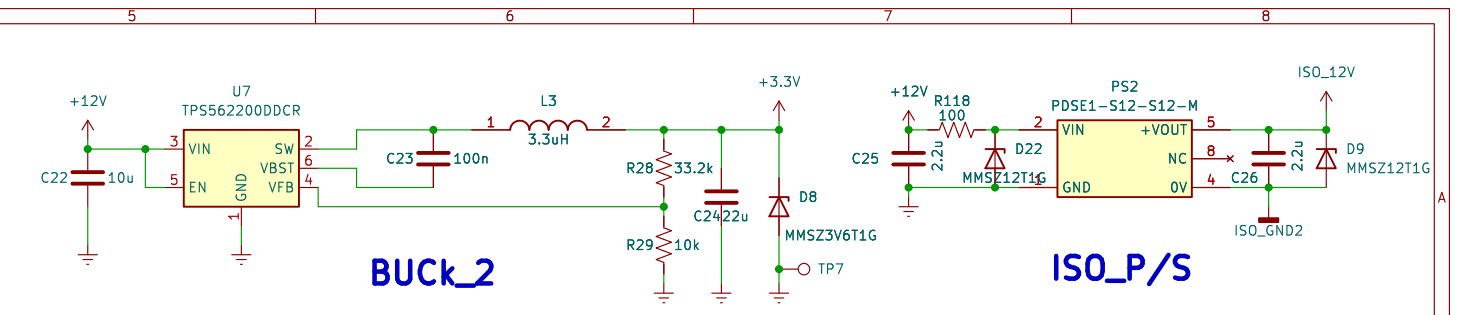 5
6
7
8
+12V
U7
TPS562200DDCR
3
VIN
SW
2
VBST
6
5
EN
VFB
4
GND
1
C22
10u
C23
100n
L3
1
2
3.3uH
+3.3V
R28
33.2k
R29
10k
C24
22u
D8
MMSZ3V6T1G
TP7
BUCk_2
+12V
R118
100
C25
2.2u
D22
MMSZ12T1G
PS2
PDSE1-S12-S12-M
2
VIN
+VOUT
5
NC
8
1
GND
0V
4
C26
2.2u
ISO_12V
D9
MMSZ12T1G
ISO_GND2
ISO_P/S
A